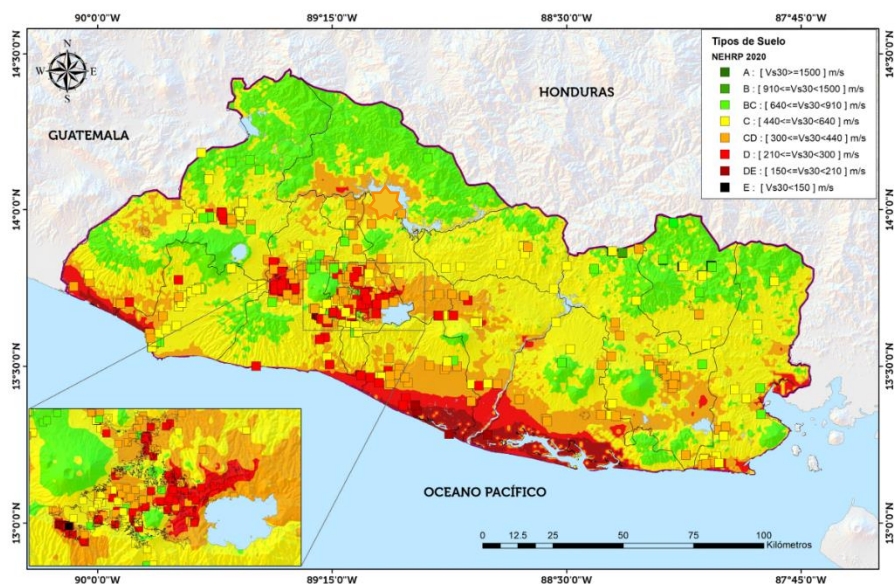 90°0'0"W 89°15'0"W 88°30'0"W 87°45'0"W
14°30'0"N
14°0'0"N
13°30'0"N
13°0'0"N
N
W E
S
GUATEMALA
HONDURAS
OCEANO PACÍFICO
Tipos de Suelo
NEHRP 2020
A : [ Vs30>=1500 ] m/s
B : [ 910<=Vs30<1500 ] m/s
BC : [ 640<=Vs30<910 ] m/s
C : [ 440<=Vs30<640 ] m/s
CD : [ 300<=Vs30<440 ] m/s
D : [ 210<=Vs30<300 ] m/s
DE : [ 150<=Vs30<210 ] m/s
E : [ Vs30<150 ] m/s
14°30'0"N
14°0'0"N
13°30'0"N
13°0'0"N
0 12.5 25 50 75 100
Kilómetros
90°0'0"W 89°15'0"W 88°30'0"W 87°45'0"W